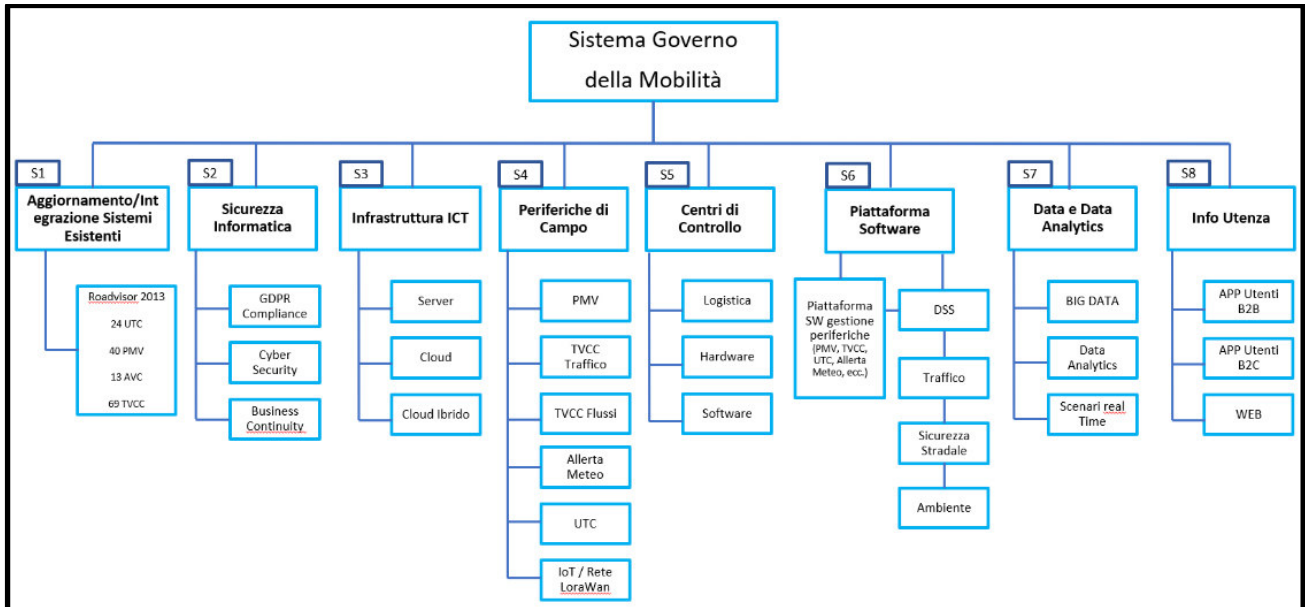 Sistema Governo
della Mobilità
S1
Aggiornamento/Int
egrazione Sistemi
Esistenti
Roadvisor 2013
24 UTC
40 PMV
13 AVC
69 TVCC
S2
Sicurezza
Informatica
GDPR
Compliance
Cyber
Security
Business
Continuity
S3
Infrastruttura ICT
Server
Cloud
Cloud Ibrido
S4
Periferiche di
Campo
PMV
TVCC
Traffico
TVCC Flussi
Allerta
Meteo
UTC
IoT / Rete
LoraWan
S5
Centri di
Controllo
Logistica
Hardware
Software
S6
Piattaforma
Software
Piattaforma
SW gestione
periferiche
(PMV, TVCC,
UTC, Allerta
Meteo, ecc.)
DSS
Traffico
Sicurezza
Stradale
Ambiente
S7
Data e Data
Analytics
BIG DATA
Data
Analytics
Scenari real
Time
S8
Info Utenza
APP Utenti
B2B
APP Utenti
B2C
WEB